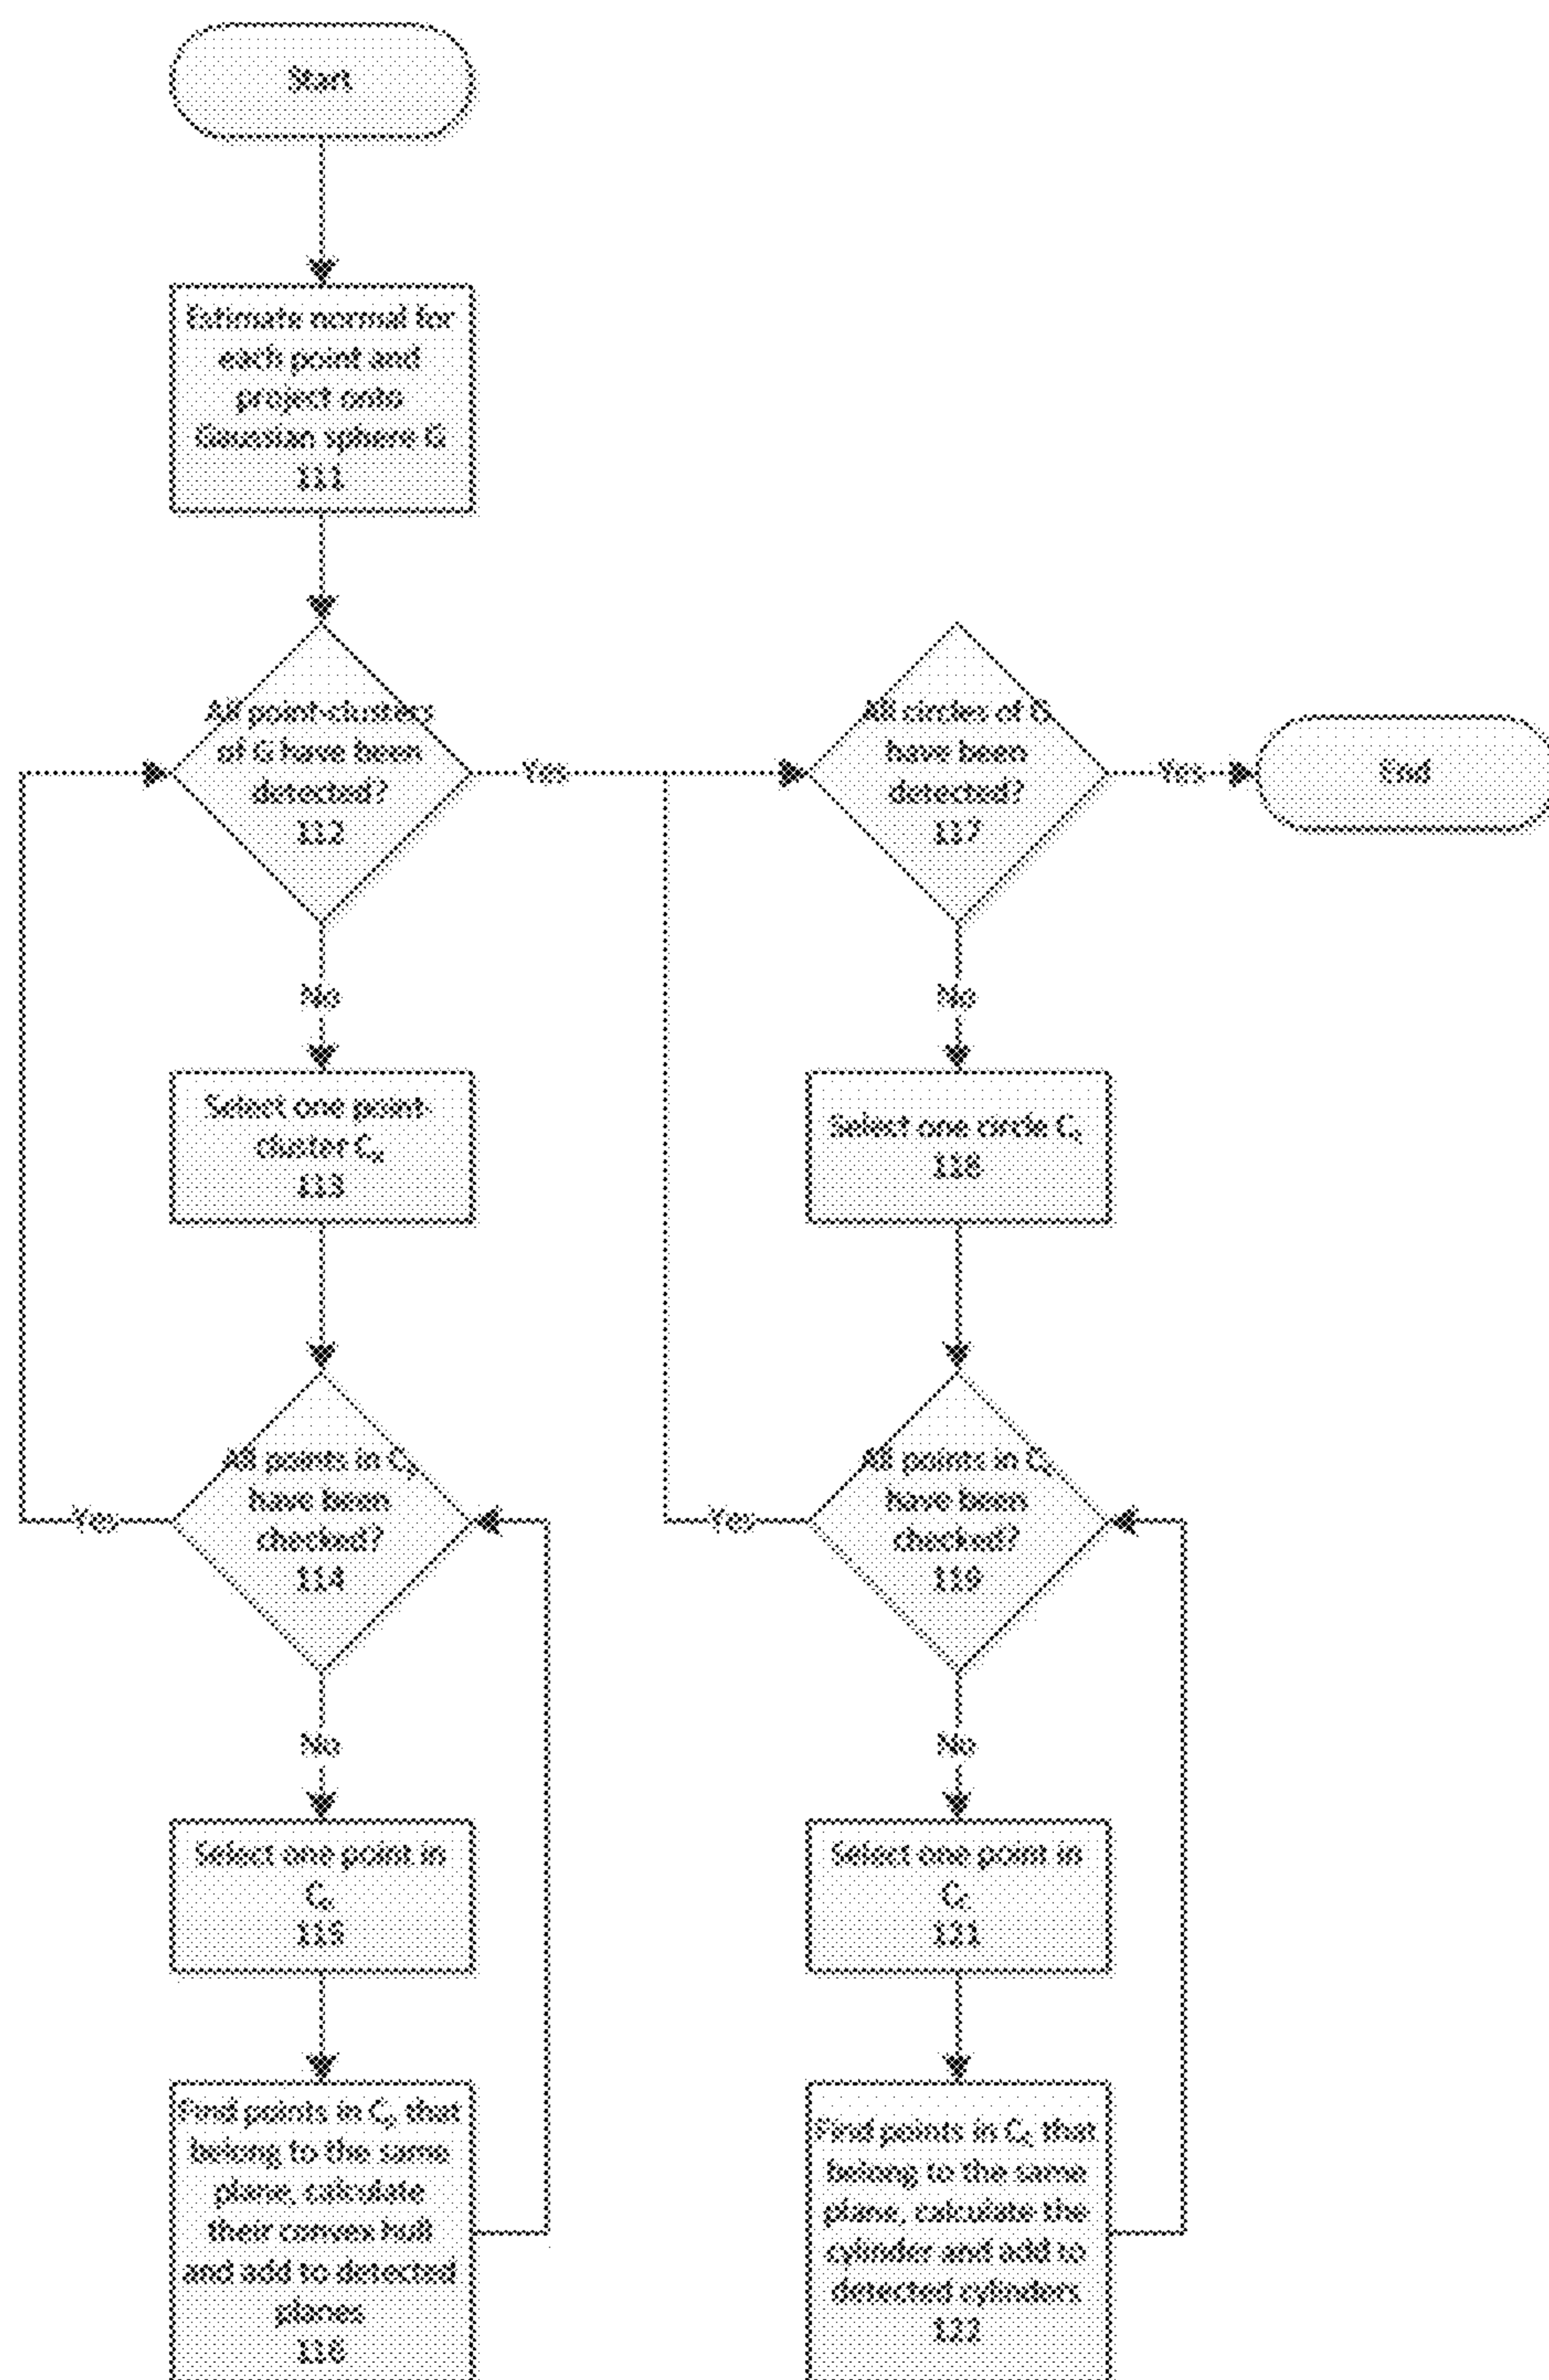 Start
Estimate normal for
each point and
project onto
Gaussian sphere G
111
All point-clusters
of G have been
detected?
112
Yes
No
Select one point-
cluster Cₚ
113
All points in Cₚ
have been
checked?
114
Yes
No
Select one point in
Cₚ
115
Find points in Cₚ that
belong to the same
plane, calculate
their convex hull
and add to detected
planes
116
All circles of G
have been
detected?
117
Yes
End
No
Select one circle C꜀
118
All points in C꜀
have been
checked?
119
Yes
No
Select one point in
C꜀
121
Find points in C꜀ that
belong to the same
plane, calculate the
cylinder and add to
detected cylinders
122